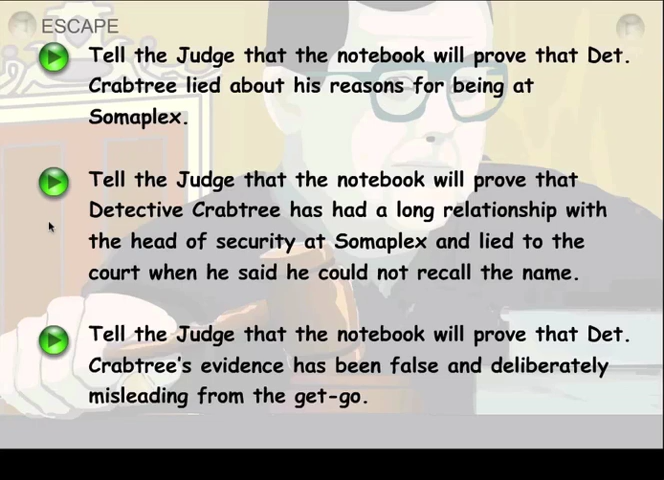 ESCAPE
Tell the Judge that the notebook will prove that Det.
Crabtree lied about his reasons for being at
Somaplex.
Tell the Judge that the notebook will prove that
Detective Crabtree has had a long relationship with
the head of security at Somaplex and lied to the
court when he said he could not recall the name.
Tell the Judge that the notebook will prove that Det.
Crabtree's evidence has been false and deliberately
misleading from the get-go.